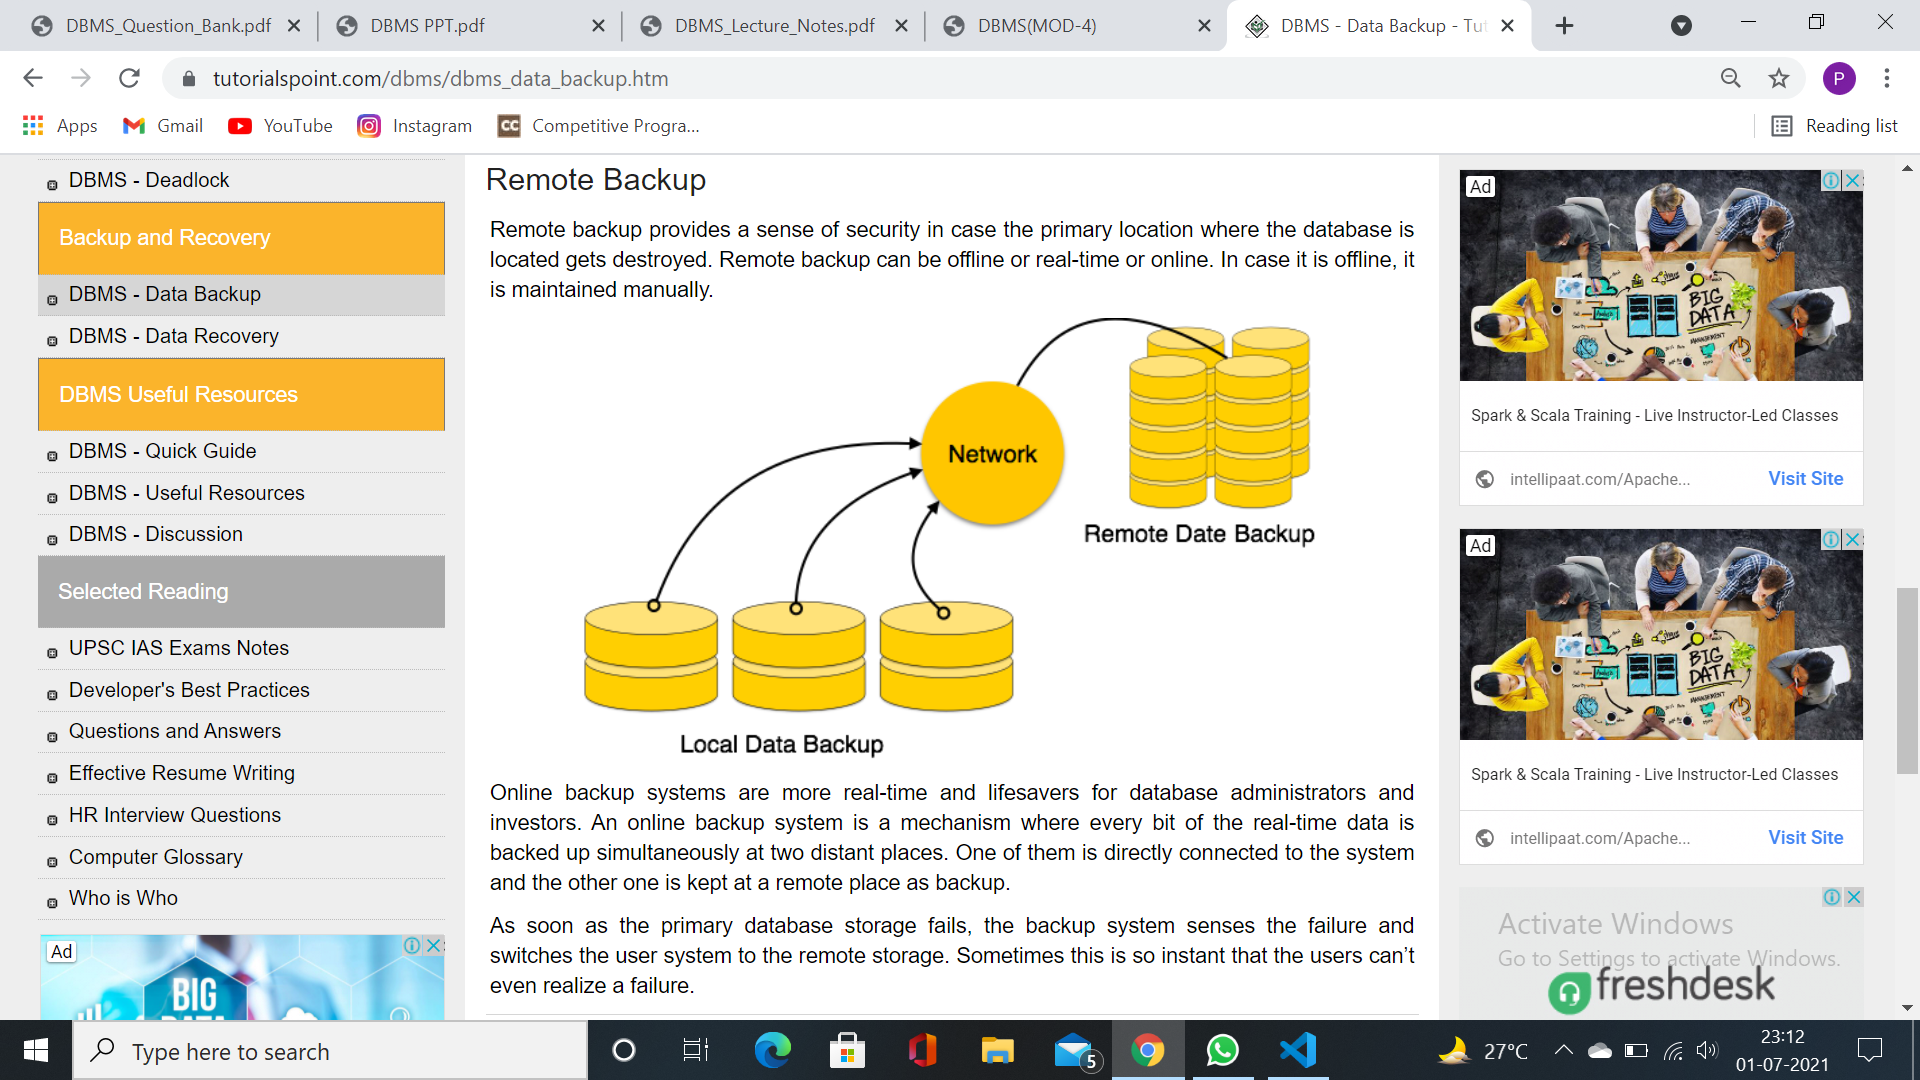 DBMS_Question_Bank.pdf
DBMS PPT.pdf
DBMS_Lecture_Notes.pdf
DBMS(MOD-4)
DBMS - Data Backup - Tut
tutorialspoint.com/dbms/dbms_data_backup.htm
P
Apps
Gmail
YouTube
Instagram
CC
Competitive Progra...
Reading list
DBMS - Deadlock
Backup and Recovery
DBMS - Data Backup
DBMS - Data Recovery
DBMS Useful Resources
DBMS - Quick Guide
DBMS - Useful Resources
DBMS - Discussion
Selected Reading
UPSC IAS Exams Notes
Developer's Best Practices
Questions and Answers
Effective Resume Writing
HR Interview Questions
Computer Glossary
Who is Who
Ad
BIG
Remote Backup
Remote backup provides a sense of security in case the primary location where the database is
located gets destroyed. Remote backup can be offline or real-time or online. In case it is offline, it
is maintained manually.
Network
Remote Date Backup
Local Data Backup
Online backup systems are more real-time and lifesavers for database administrators and
investors. An online backup system is a mechanism where every bit of the real-time data is
backed up simultaneously at two distant places. One of them is directly connected to the system
and the other one is kept at a remote place as backup.
As soon as the primary database storage fails, the backup system senses the failure and
switches the user system to the remote storage. Sometimes this is so instant that the users can’t
even realize a failure.
Ad
BIG
DATA
MANAGEMENT
Spark & Scala Training - Live Instructor-Led Classes
intellipaat.com/Apache...
Visit Site
Ad
BIG
DATA
MANAGEMENT
Spark & Scala Training - Live Instructor-Led Classes
intellipaat.com/Apache...
Visit Site
Activate Windows
Go to Settings to activate Windows.
freshdesk
Type here to search
5
27°C
23:12
01-07-2021